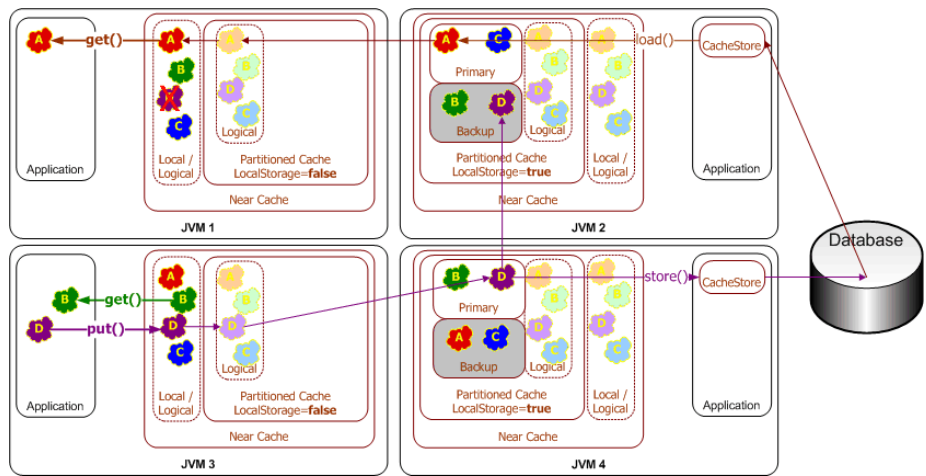 A
get()
A
A
B
D
C
B
D
C
Logical
Application
Local /
Logical
Partitioned Cache
LocalStorage=false
Near Cache
JVM 1
A
C
Primary
B
D
Backup
A
B
D
C
Logical
A
B
D
C
Partitioned Cache
LocalStorage=true
Local /
Logical
Near Cache
load()
CacheStore
Application
JVM 2
B
get()
D
put()
Application
A
B
D
C
Local /
Logical
A
B
D
C
Logical
Partitioned Cache
LocalStorage=false
Near Cache
JVM 3
B
D
Primary
A
C
Backup
A
B
D
C
Logical
A
B
D
C
Partitioned Cache
LocalStorage=true
Local /
Logical
Near Cache
store()
CacheStore
Application
JVM 4
Database